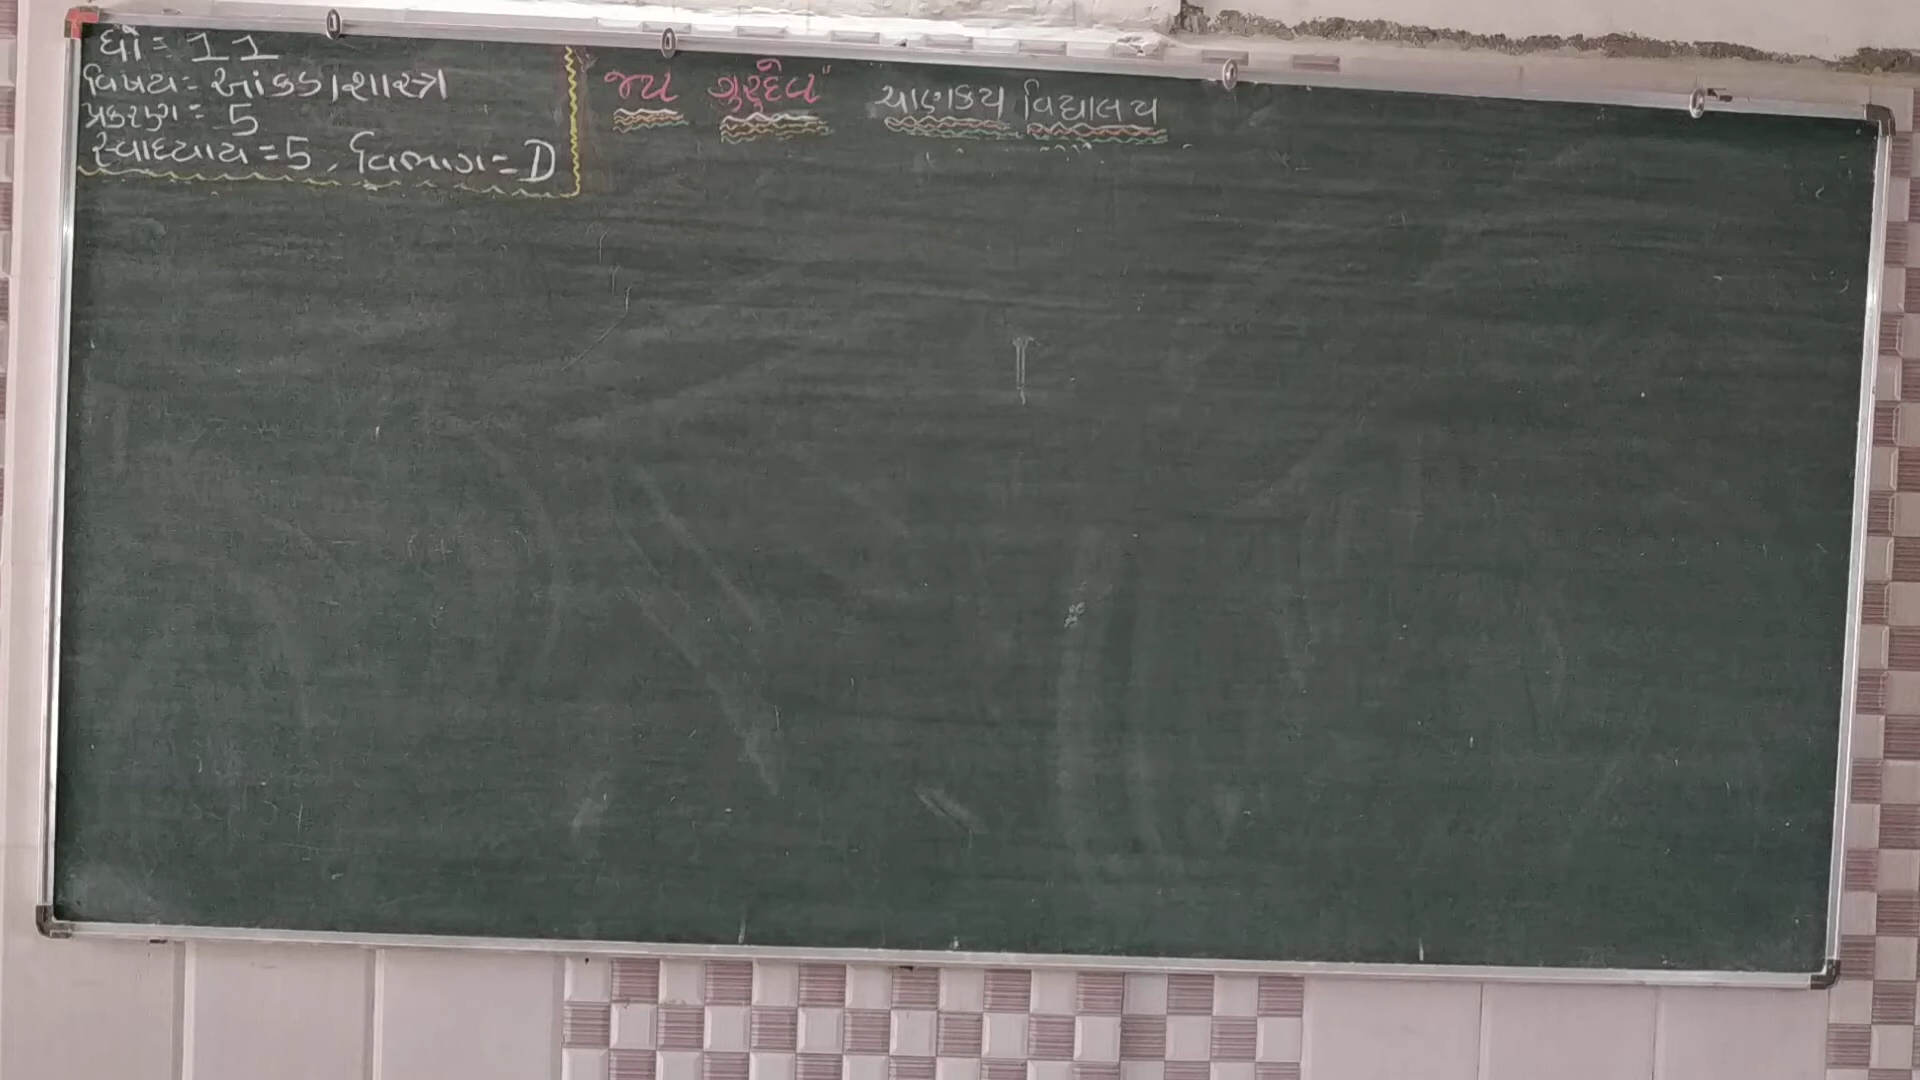 ધો = 11
વિષય = આંકડાશાસ્ત્ર
પ્રકરણ = 5
સ્વાધ્યાય = 5, વિભાગ = D
જય ગુરુદેવ" ચાણક્ય વિદ્યાલય